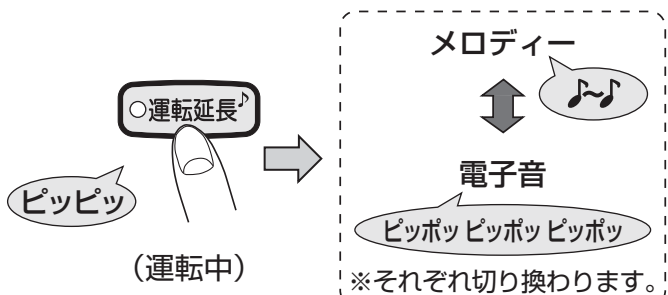 運転延長♪
ピッピッ
（運転中）
メロディー
♪〜♪
電子音
ピッポッ ピッポッ ピッポッ
※それぞれ切り換わります。